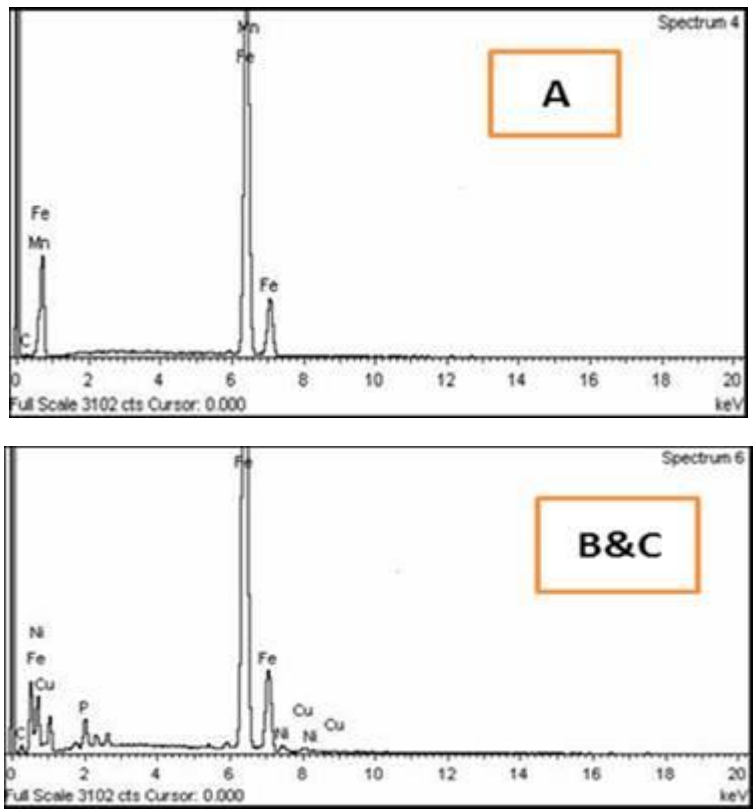 Spectrum 4
Mn
Fe
A
Fe
Mn
Fe
C
0 2 4 6 8 10 12 14 16 18 20
Full Scale 3102 cts Cursor: 0.000 keV
Spectrum 6
Fe
B&C
Ni
Fe Fe
Cu
P
Cu
Cu
C Ni Ni
0 2 4 6 8 10 12 14 16 18 20
Full Scale 3102 cts Cursor: 0.000 keV